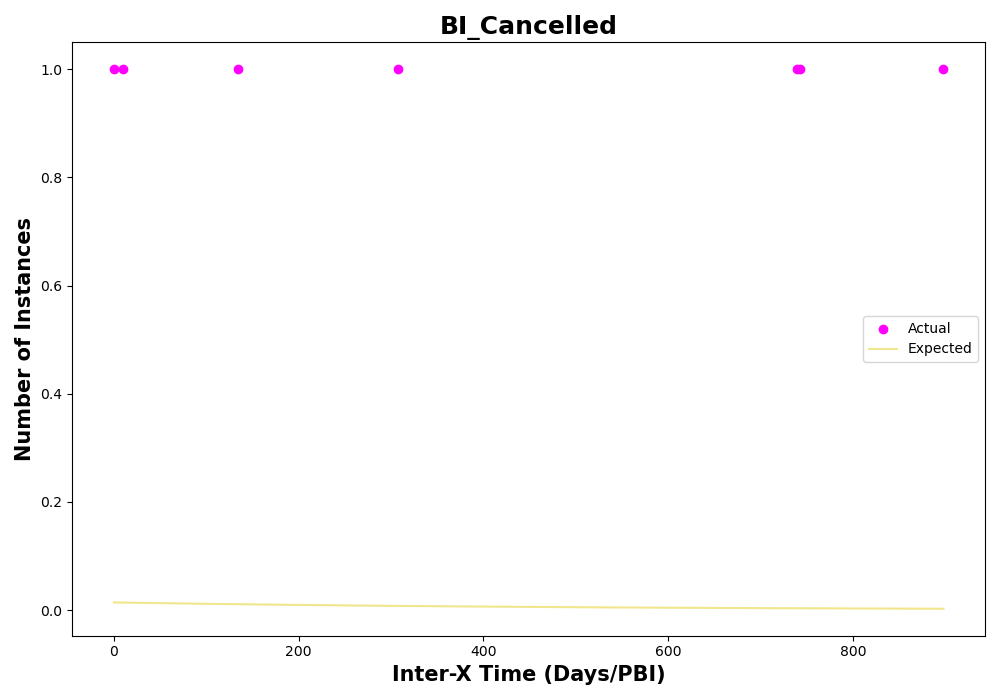 BI_Cancelled
Number of Instances
1.0
0.8
0.6
0.4
0.2
0.0
Actual
Expected
0 200 400 600 800
Inter-X Time (Days/PBI)